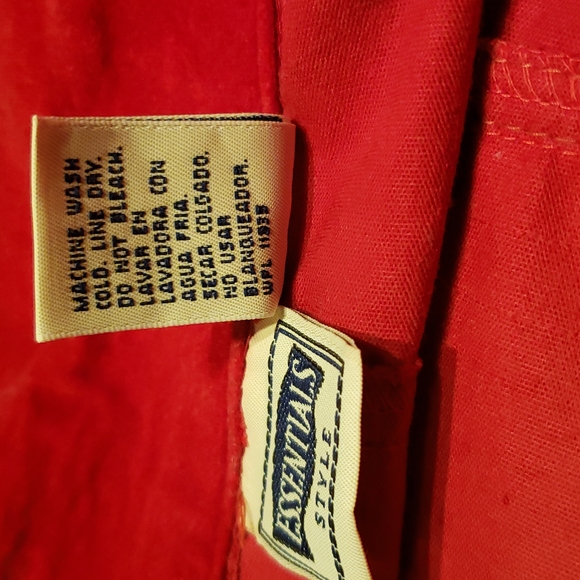 MACHINE WASH
COLD. LINE DRY.
DO NOT BLEACH.
LAVAR EN
LAVADORA CON
AGUA FRIA.
SECAR COLGADO.
NO USAR
BLANQUEADOR.
WPL 11935
ESSENTIALS
STYLE